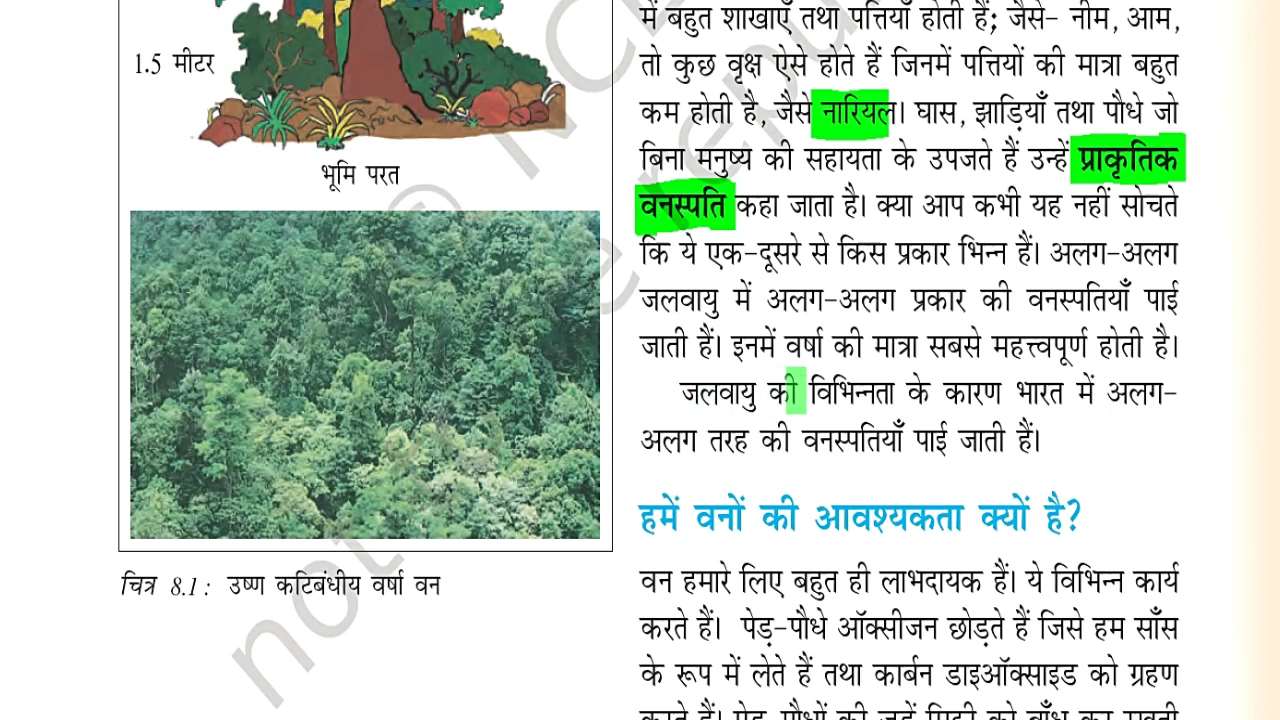 1.5 मीटर
भूमि परत
चित्र 8.1 : उष्ण कटिबंधीय वर्षा वन
में बहुत शाखाएँ तथा पत्तियाँ होती हैं; जैसे- नीम, आम,
तो कुछ वृक्ष ऐसे होते हैं जिनमें पत्तियों की मात्रा बहुत
कम होती है, जैसे नारियल। घास, झाड़ियाँ तथा पौधे जो
बिना मनुष्य की सहायता के उपजते हैं उन्हें प्राकृतिक
वनस्पति कहा जाता है। क्या आप कभी यह नहीं सोचते
कि ये एक-दूसरे से किस प्रकार भिन्न हैं। अलग-अलग
जलवायु में अलग-अलग प्रकार की वनस्पतियाँ पाई
जाती हैं। इनमें वर्षा की मात्रा सबसे महत्त्वपूर्ण होती है।
जलवायु की विभिन्नता के कारण भारत में अलग-
अलग तरह की वनस्पतियाँ पाई जाती हैं।
हमें वनों की आवश्यकता क्यों है?
वन हमारे लिए बहुत ही लाभदायक हैं। ये विभिन्न कार्य
करते हैं। पेड़-पौधे ऑक्सीजन छोड़ते हैं जिसे हम साँस
के रूप में लेते हैं तथा कार्बन डाइऑक्साइड को ग्रहण
करते हैं। पेड़-पौधों की जड़ें मिट्टी को बाँध कर
not